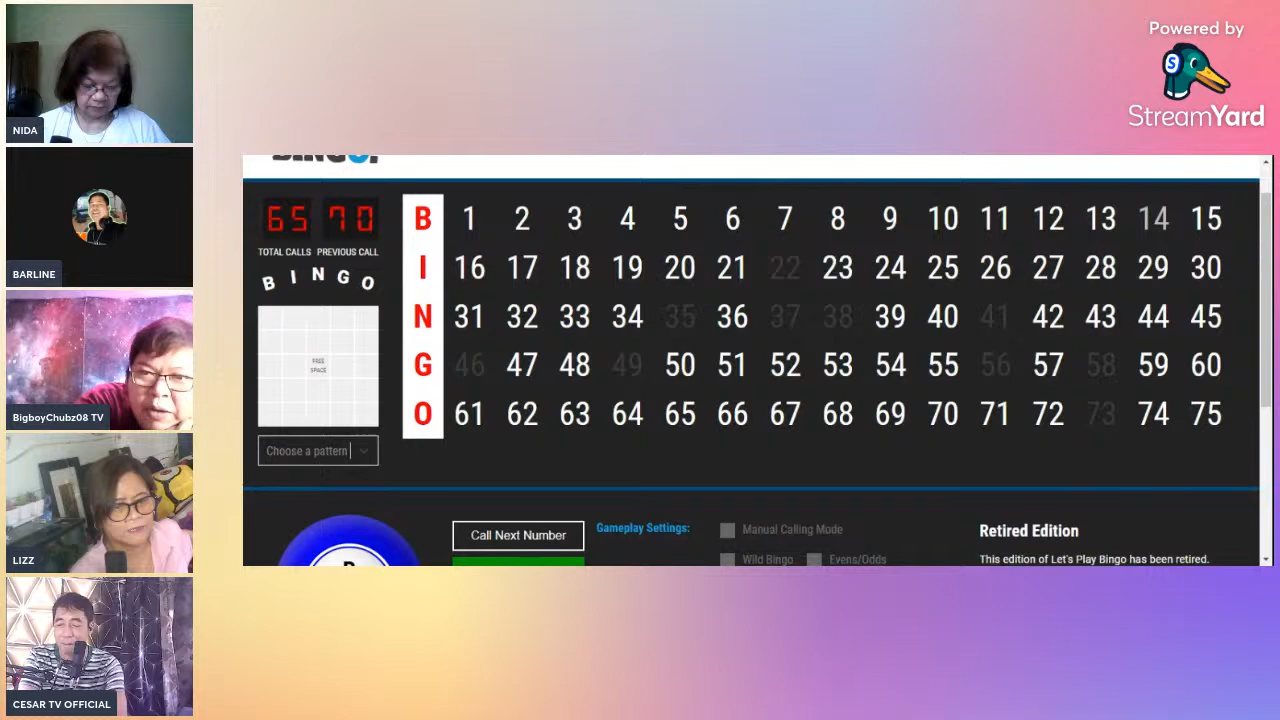 NIDA
BARLINE
BigboyChubz08 TV
LIZZ
CESAR TV OFFICIAL
Powered by
StreamYard
BINGO!
65 70
TOTAL CALLS PREVIOUS CALL
B I N G O
FREE
SPACE
Choose a pattern
B 1 2 3 4 5 6 7 8 9 10 11 12 13 14 15
I 16 17 18 19 20 21 22 23 24 25 26 27 28 29 30
N 31 32 33 34 35 36 37 38 39 40 41 42 43 44 45
G 46 47 48 49 50 51 52 53 54 55 56 57 58 59 60
O 61 62 63 64 65 66 67 68 69 70 71 72 73 74 75
B
Call Next Number
Gameplay Settings:
Manual Calling Mode
Wild Bingo Evens/Odds
Retired Edition
This edition of Let's Play Bingo has been retired.